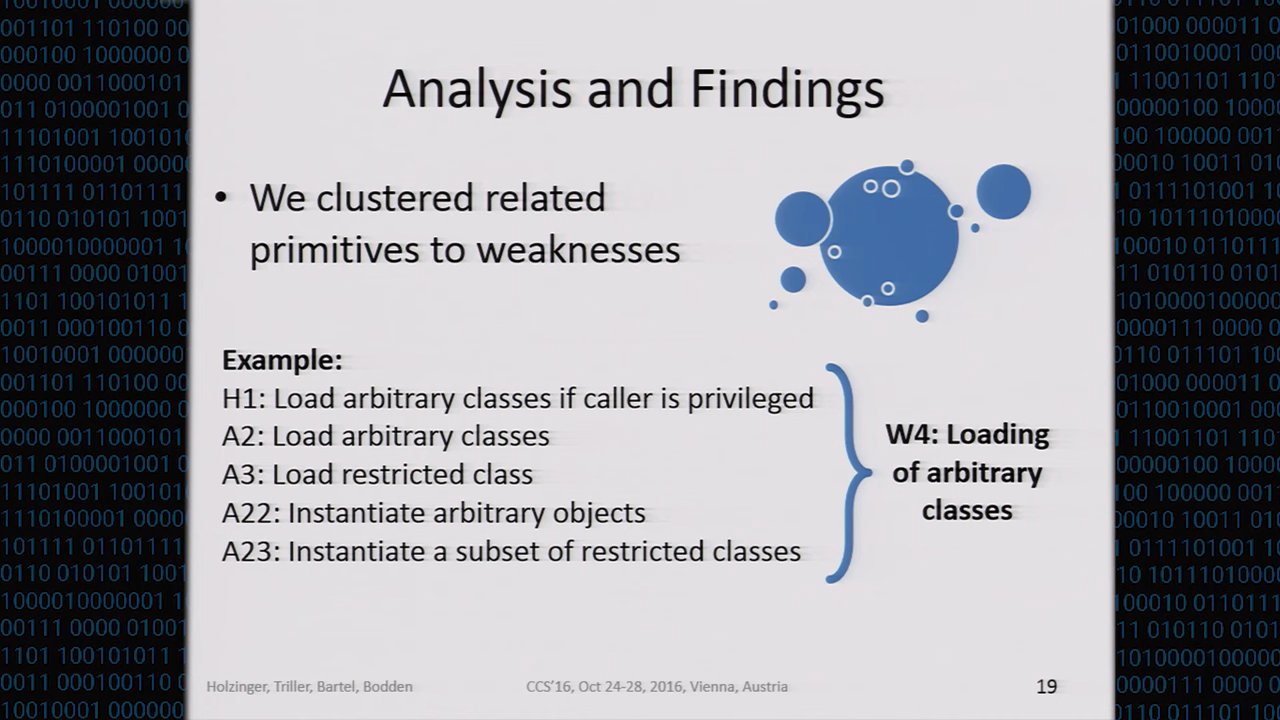 Analysis and Findings
• We clustered related
primitives to weaknesses
Example:
H1: Load arbitrary classes if caller is privileged
A2: Load arbitrary classes
A3: Load restricted class
A22: Instantiate arbitrary objects
A23: Instantiate a subset of restricted classes
W4: Loading
of arbitrary
classes
Holzinger, Triller, Bartel, Bodden
CCS'16, Oct 24-28, 2016, Vienna, Austria
19